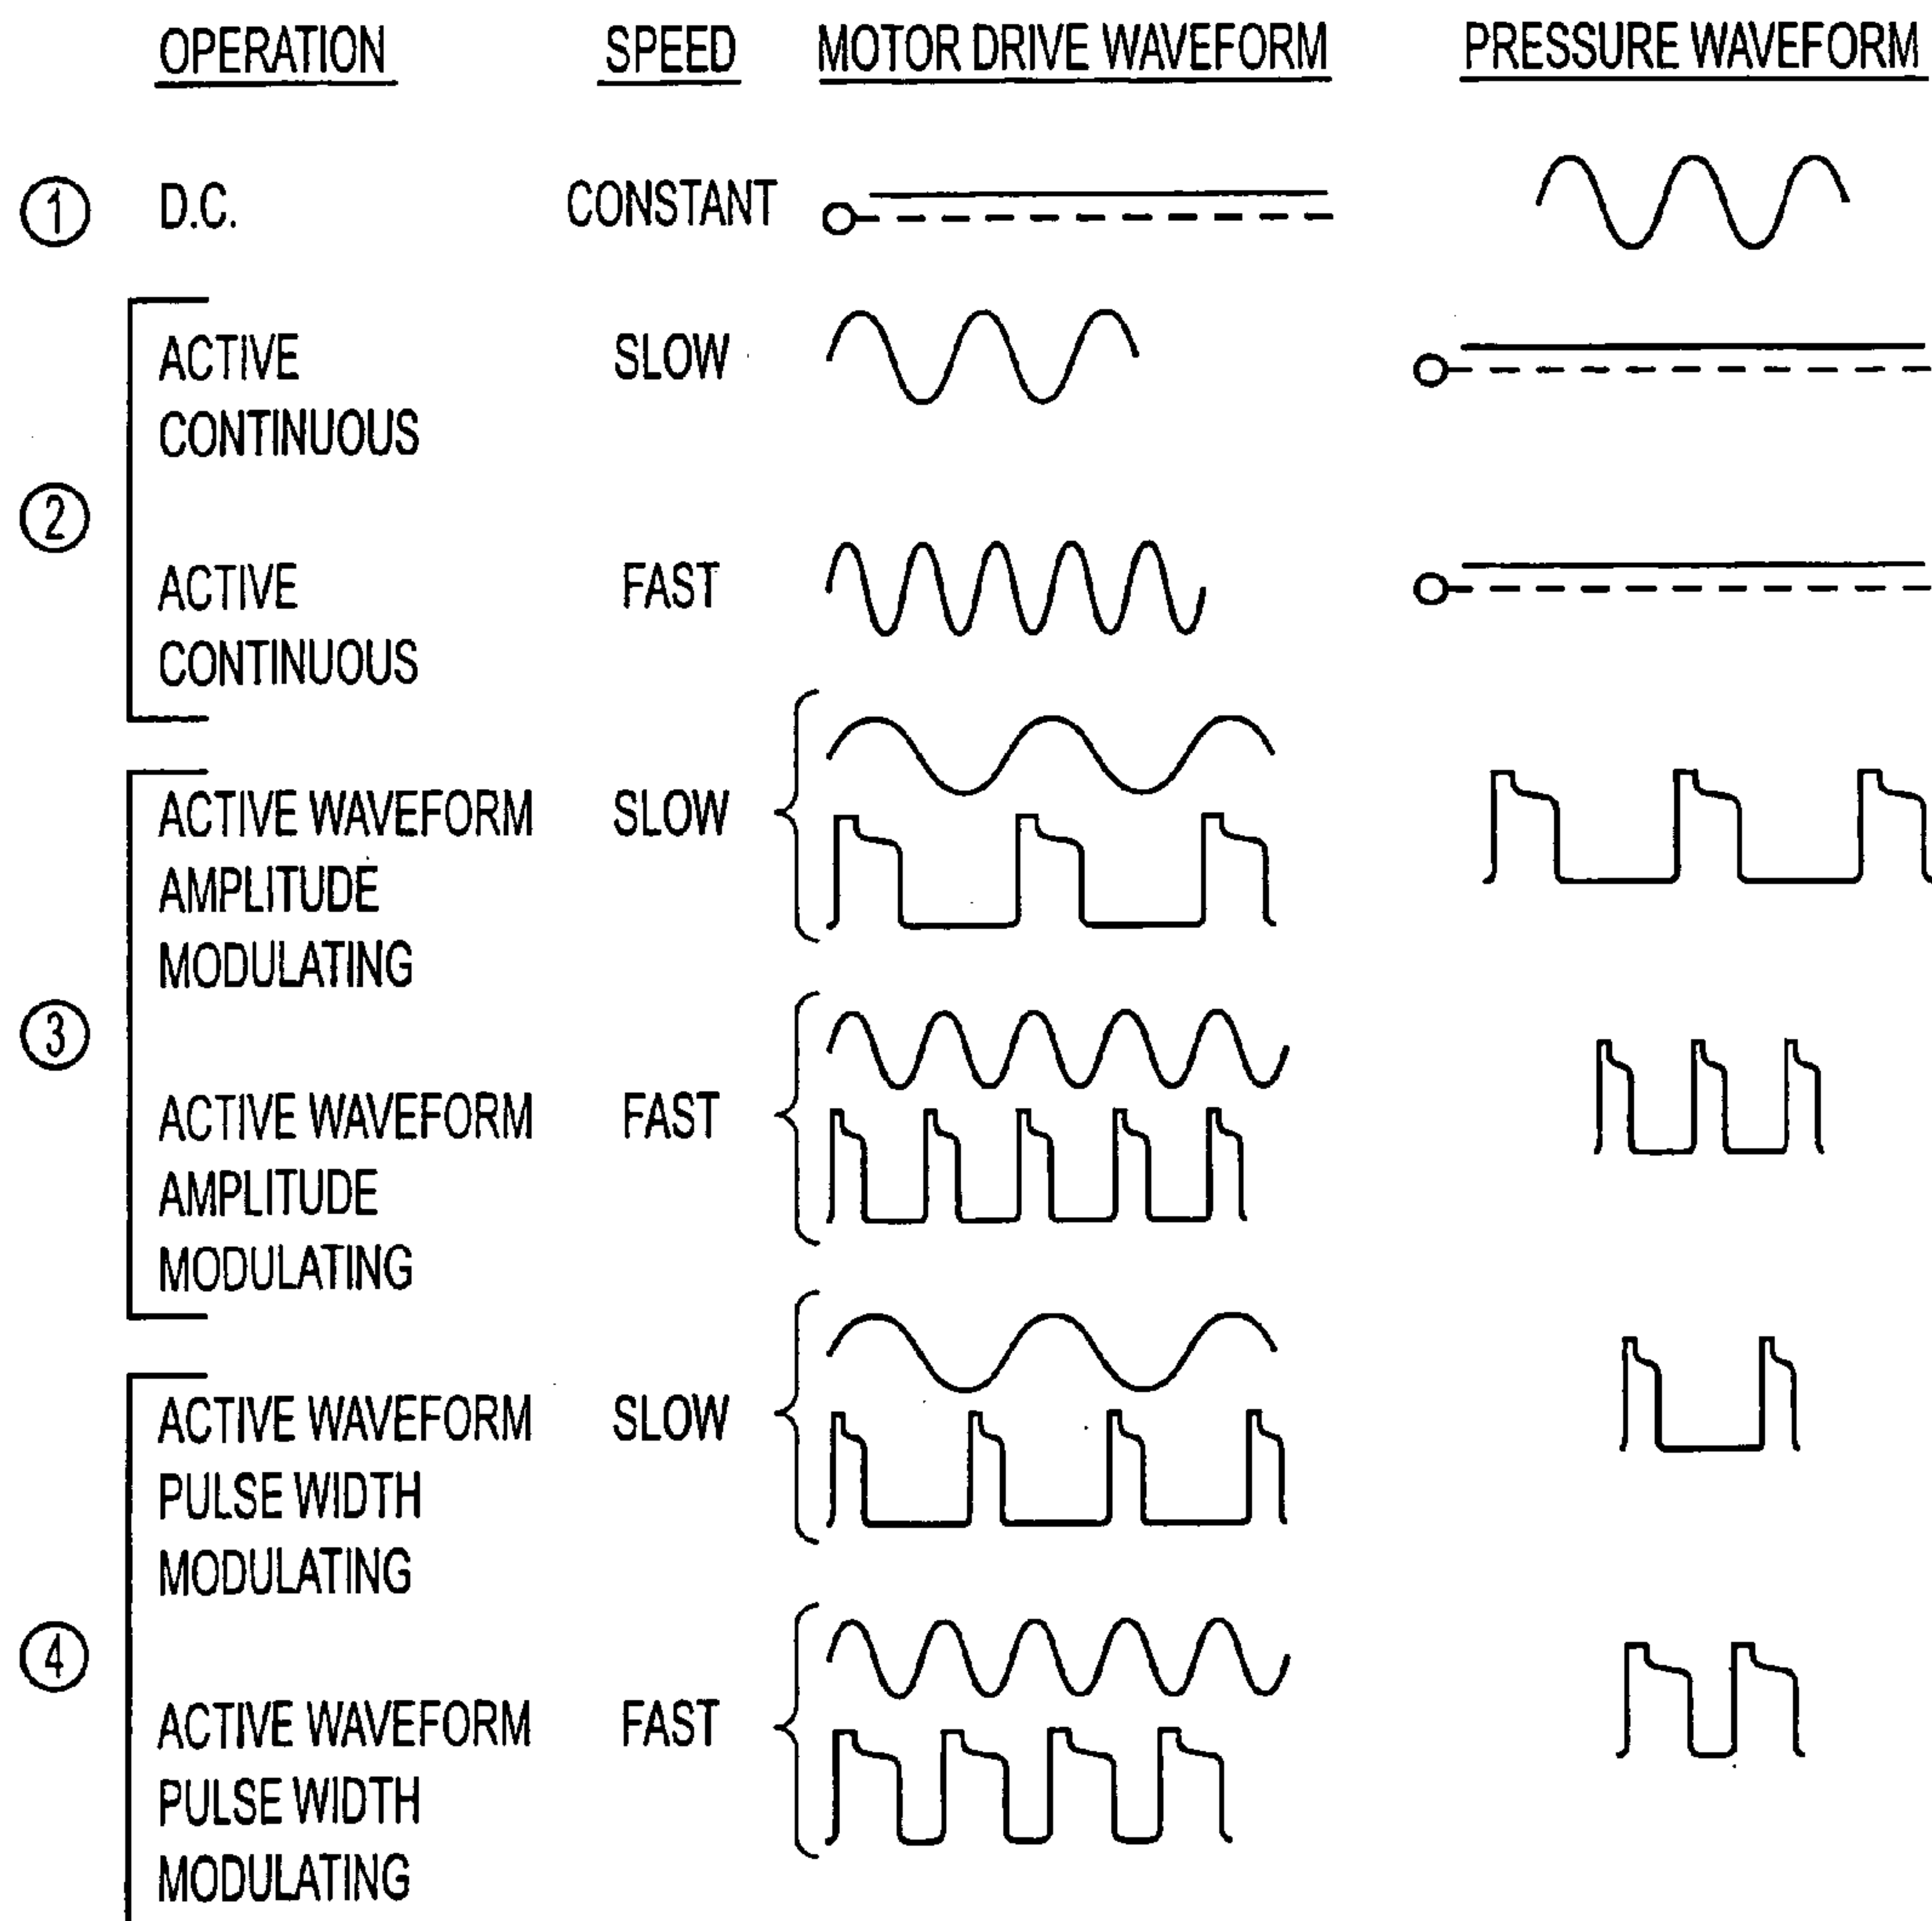 OPERATION SPEED MOTOR DRIVE WAVEFORM PRESSURE WAVEFORM
1 D.C. CONSTANT
ACTIVE SLOW
CONTINUOUS
2
ACTIVE FAST
CONTINUOUS
ACTIVE WAVEFORM SLOW
AMPLITUDE
MODULATING
3
ACTIVE WAVEFORM FAST
AMPLITUDE
MODULATING
ACTIVE WAVEFORM SLOW
PULSE WIDTH
MODULATING
4
ACTIVE WAVEFORM FAST
PULSE WIDTH
MODULATING